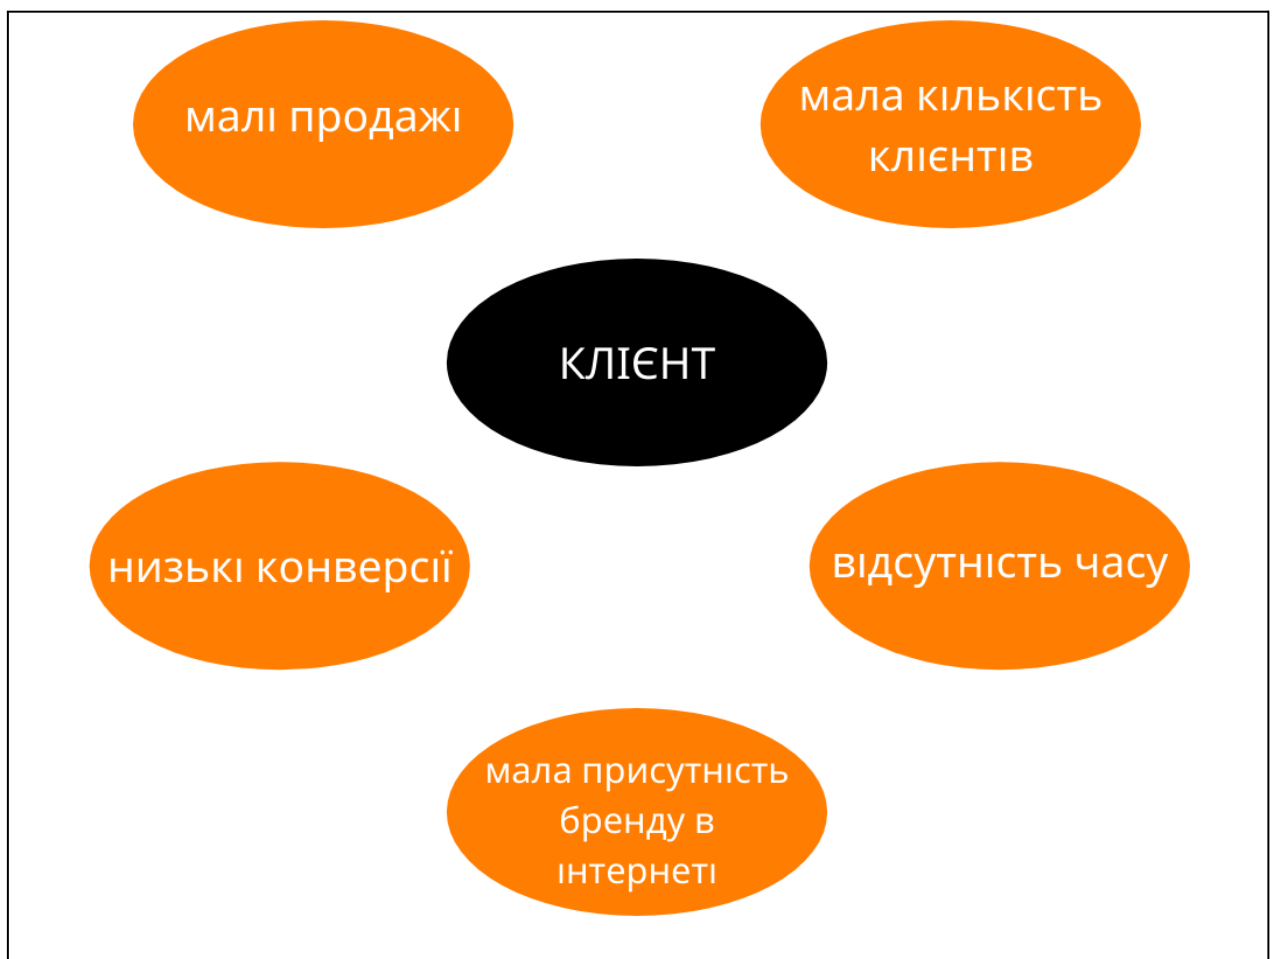 малі продажі
мала кількість
клієнтів
КЛІЄНТ
низькі конверсії
відсутність часу
мала присутність
бренду в
інтернеті